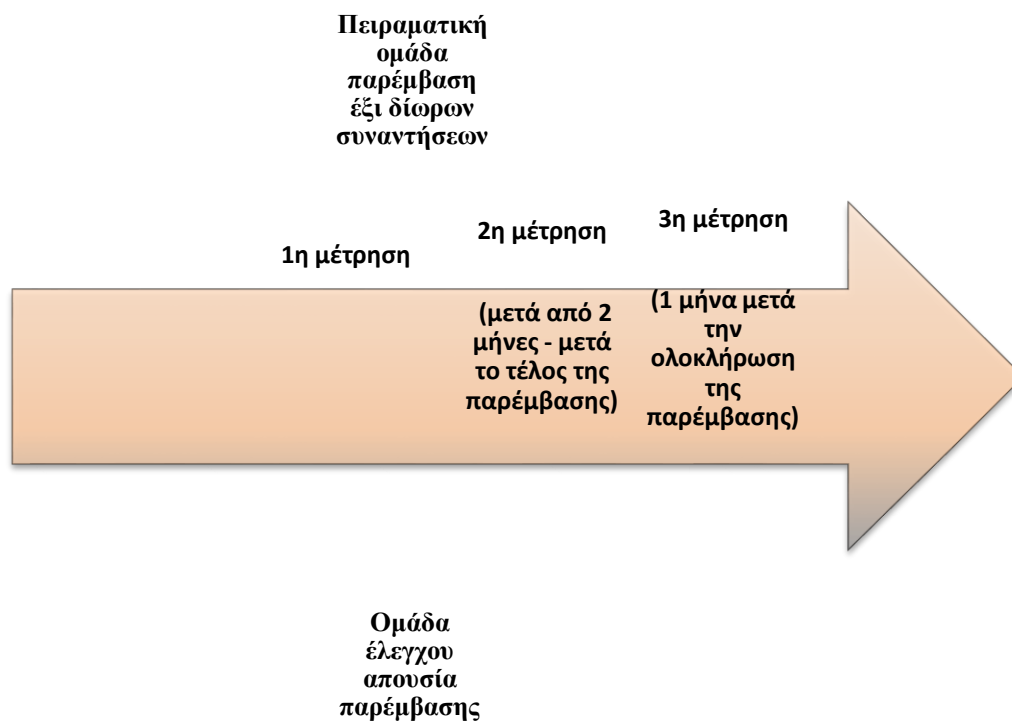 Πειραματική
ομάδα
παρέμβαση
έξι δίωρων
συναντήσεων
1η μέτρηση
2η μέτρηση
(μετά από 2
μήνες - μετά
το τέλος της
παρέμβασης)
3η μέτρηση
(1 μήνα μετά
την
ολοκλήρωση
της
παρέμβασης)
Ομάδα
έλεγχου
απουσία
παρέμβασης